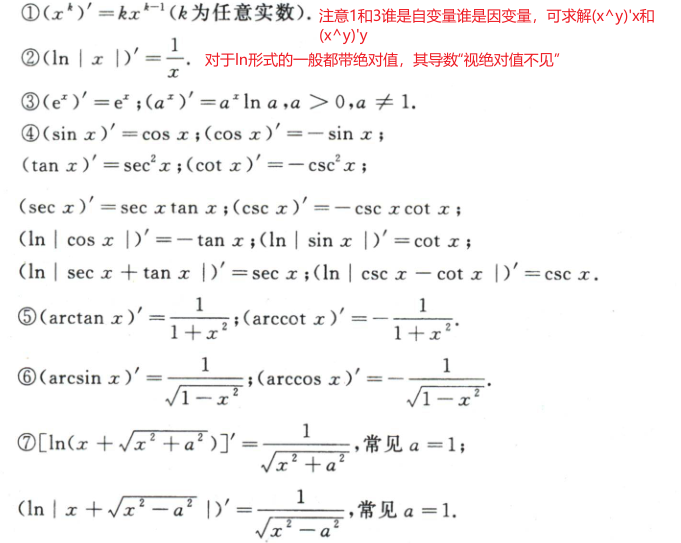 ①(x^k)′=kx^{k-1}(k为任意实数). 注意1和3谁是自变量谁是因变量，可求解(x^y)'x和
(x^y)'y
②(ln | x |)′=\frac{1}{x}. 对于ln形式的一般都带绝对值，其导数“视绝对值不见”
③(e^x)′=e^x;(a^x)′=a^x ln a,a>0,a≠1.
④(sin x)′=cos x;(cos x)′=-sin x;
(tan x)′=sec^2 x;(cot x)′=-csc^2 x;
(sec x)′=sec x tan x;(csc x)′=-csc x cot x;
(ln | cos x |)′=-tan x;(ln | sin x |)′=cot x;
(ln | sec x+tan x |)′=sec x;(ln | csc x-cot x |)′=csc x.
⑤(arctan x)′=\frac{1}{1+x^2};(arccot x)′=-\frac{1}{1+x^2}.
⑥(arcsin x)′=\frac{1}{\sqrt{1-x^2}};(arccos x)′=-\frac{1}{\sqrt{1-x^2}}.
⑦[ln(x+\sqrt{x^2+a^2})]′=\frac{1}{\sqrt{x^2+a^2}},常见 a=1;
(ln | x+\sqrt{x^2-a^2} |)′=\frac{1}{\sqrt{x^2-a^2}},常见 a=1.